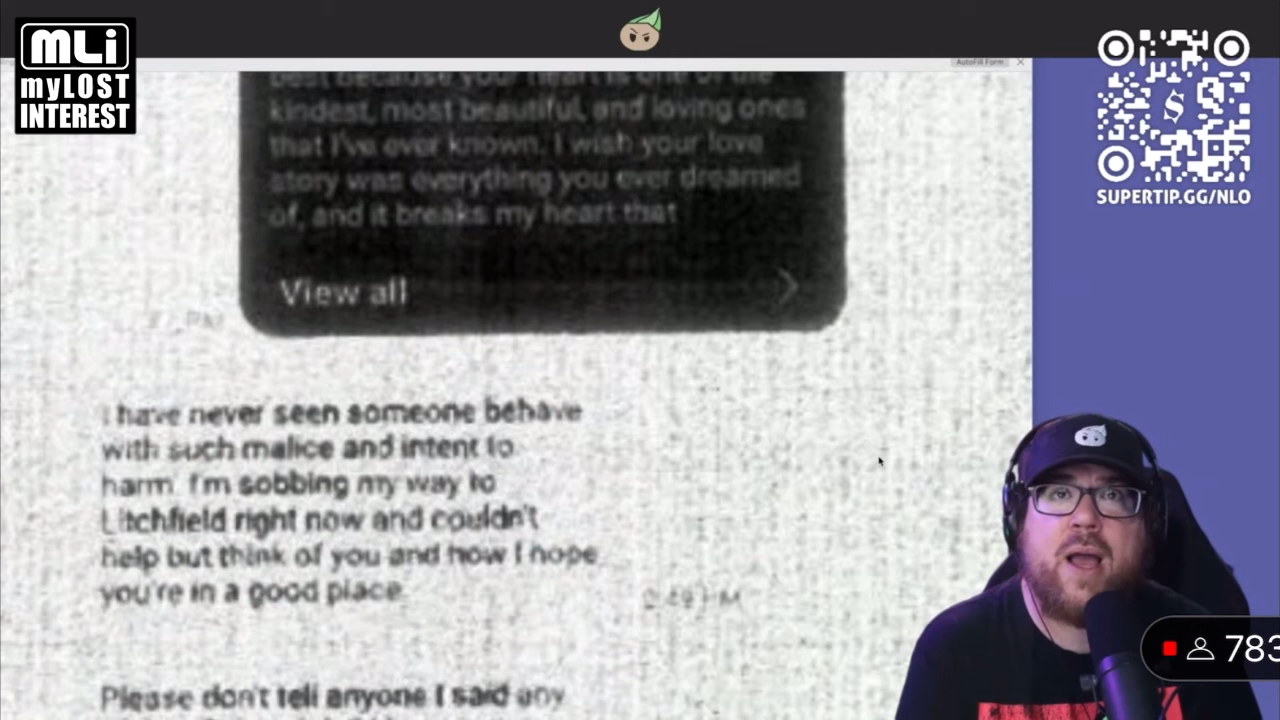 MLi
myLOST
INTEREST
AutoFill Form
kindest, most beautiful, and loving ones
that I've ever known. I wish your love
story was everything you ever dreamed
of, and it breaks my heart that
View all
I have never seen someone behave
with such malice and intent to
harm. I'm sobbing my way to
Litchfield right now and couldn't
help but think of you and how I hope
you're in a good place
Please don't tell anyone I said any
$
SUPERTIP.GG/NLO
783